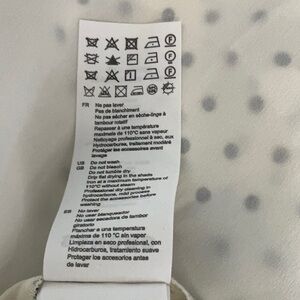 FR Ne pas laver
Pas de blanchiment
Ne pas sécher en sèche-linge à
tambour rotatif
Repasser à une température
maximale de 110°C sans vapeur
Nettoyage professionnel à sec, aux
Hydrocarbures, traitement modéré
Protéger les accessoires avant
lavage
US Do not wash
GB Do not bleach
Do not tumble dry
Drip flat drying in the shade
Iron at a maximum temperature of
110°C without steam
Professional dry cleaning in
hydrocarbons, mild process
Protect the accessories before
cleaning
ES No lavar
No usar blanqueador
No usar secadora de tambor
giratorio
Planchar a una temperatura
máxima de 110 °C sin vapor
Limpieza en seco profesional, con
Hidrocarburos, tratamiento suave
Proteger los accesorios antes de